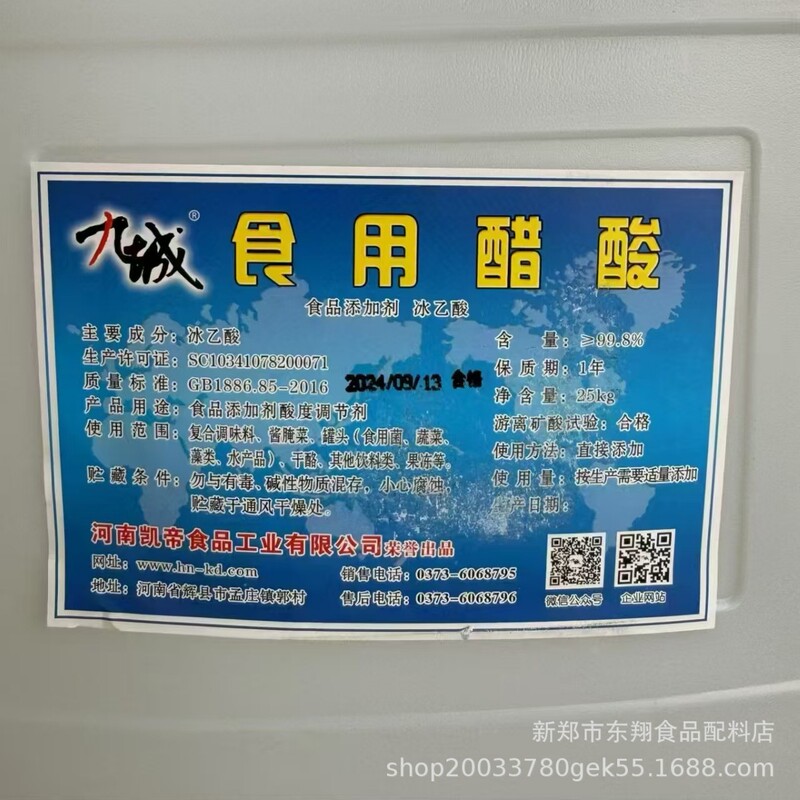 九城®
食用醋酸
食品添加剂 冰乙酸
主要成分：冰乙酸
生产许可证：SC10341078200071
质量标准：GB1886.85-2016
2024/09/13 合格
产品用途：食品添加剂酸度调节剂
使用范围：复合调味料、酱腌菜、罐头（食用菌、蔬菜、
藻类、水产品）、干酪、其他饮料类、果冻等。
贮藏条件：勿与有毒、碱性物质混存，小心腐蚀，
贮藏于通风干燥处。
含量：≥99.8%
保质期：1年
净含量：25kg
游离矿酸试验：合格
使用方法：直接添加
使用量：按生产需要适量添加
生产日期：
河南凯帝食品工业有限公司荣誉出品
网址：www.hn-kd.com
销售电话：0373-6068795
地址：河南省辉县市孟庄镇郭村
售后电话：0373-6068796
微信公众号
企业网站
新郑市东翔食品配料店
shop20033780gek55.1688.com